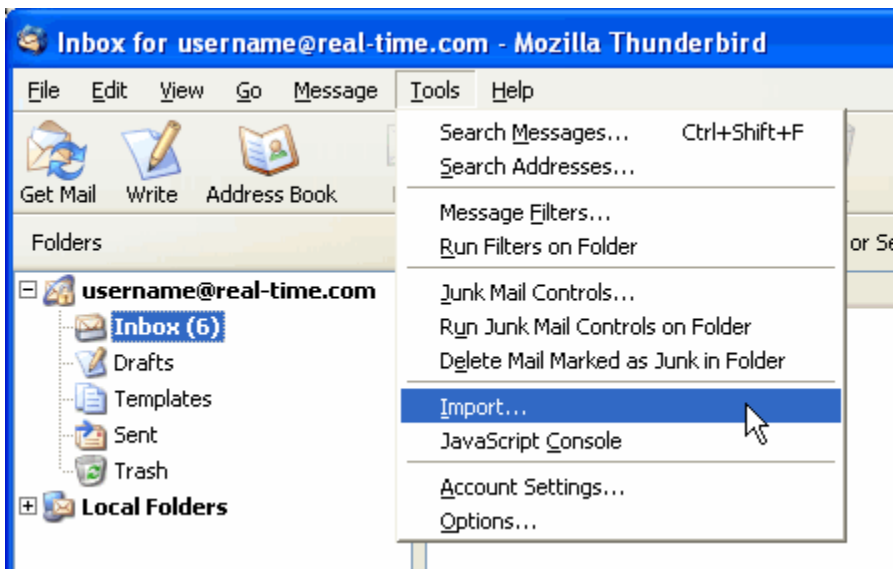 Inbox for username@real-time.com - Mozilla Thunderbird
File Edit View Go Message Tools Help
Get Mail Write Address Book
Search Messages... Ctrl+Shift+F
Search Addresses...
Message Filters...
Run Filters on Folder
Junk Mail Controls...
Run Junk Mail Controls on Folder
Delete Mail Marked as Junk in Folder
Import...
JavaScript Console
Account Settings...
Options...
Folders
or Se
username@real-time.com
Inbox (6)
Drafts
Templates
Sent
Trash
Local Folders